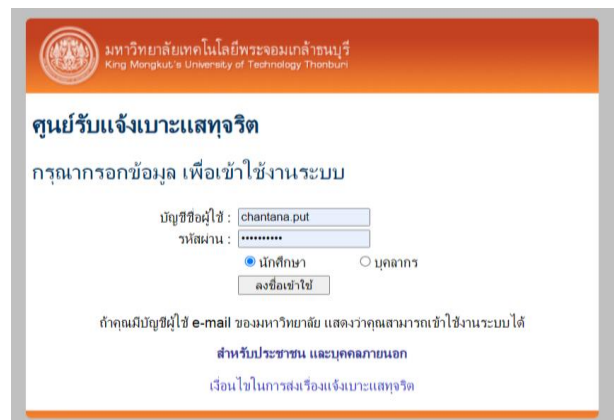 มหาวิทยาลัยเทคโนโลยีพระจอมเกล้าธนบุรี
King Mongkut's University of Technology Thonburi
ศูนย์รับแจ้งเบาะแสทุจริต
กรุณากรอกข้อมูล เพื่อเข้าใช้งานระบบ
บัญชีชื่อผู้ใช้ : chantana.put
รหัสผ่าน : ••••••••••
นักศึกษา บุคลากร
ลงชื่อเข้าใช้
ถ้าคุณมีบัญชีผู้ใช้ e-mail ของมหาวิทยาลัย แสดงว่าคุณสามารถเข้าใช้งานระบบได้
สำหรับประชาชน และบุคคลภายนอก
เงื่อนไขในการส่งเรื่องแจ้งเบาะแสทุจริต